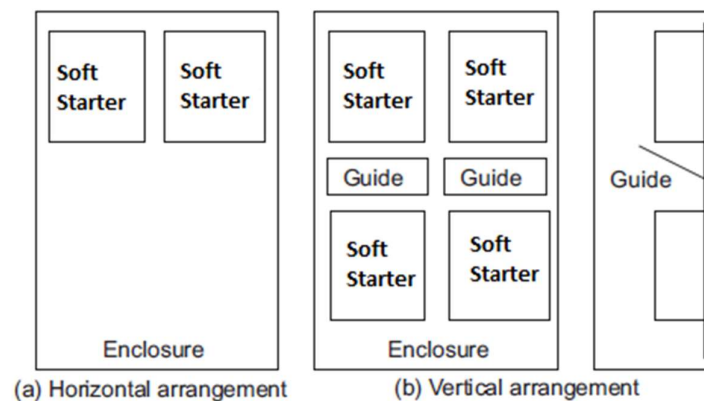 Soft
Starter
Soft
Starter
Enclosure
(a) Horizontal arrangement
Soft
Starter
Soft
Starter
Guide
Guide
Soft
Starter
Soft
Starter
Enclosure
Guide
(b) Vertical arrangement